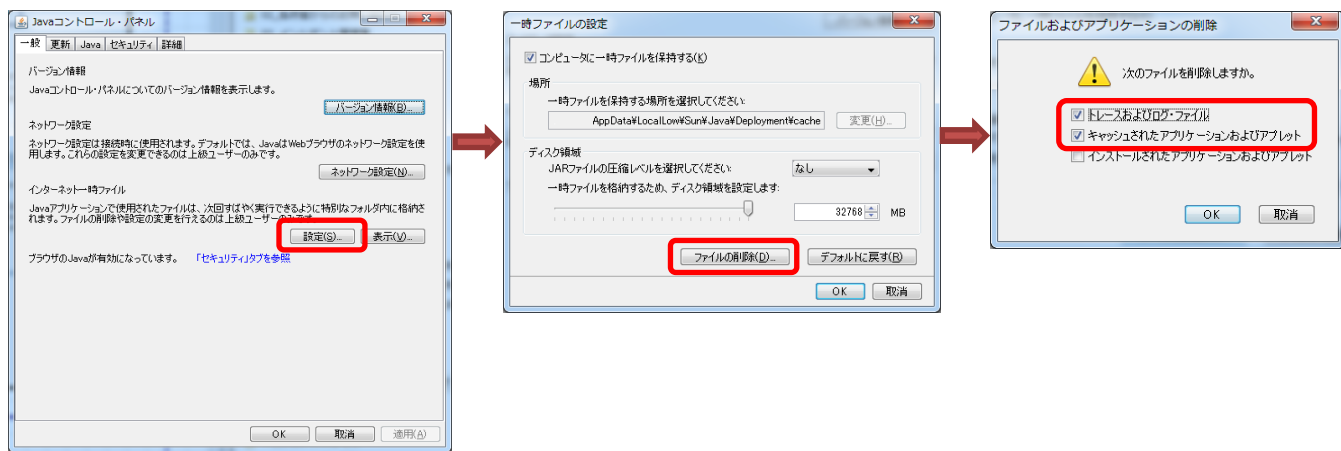 Javaコントロール・パネル
一般 更新 Java セキュリティ 詳細
バージョン情報
Javaコントロール・パネルについてのバージョン情報を表示します。
バージョン情報(B)...
ネットワーク設定
ネットワーク設定は接続時に使用されます。デフォルトでは、JavaはWebブラウザのネットワーク設定を使
用します。これらの設定を変更できるのは上級ユーザーのみです。
ネットワーク設定(N)...
インターネット一時ファイル
Javaアプリケーションで使用されたファイルは、次回すばやく実行できるように特別なフォルダ内に格納さ
れます。ファイルの削除や設定の変更を行えるのは上級ユーザーのみです。
設定(S)... 表示(V)...
ブラウザのJavaが有効になっています。 「セキュリティ」タブを参照
OK 取消 適用(A)
一時ファイルの設定
コンピュータに一時ファイルを保持する(K)
場所
一時ファイルを保持する場所を選択してください:
AppData¥LocalLow¥Sun¥Java¥Deployment¥cache 変更(H)...
ディスク領域
JARファイルの圧縮レベルを選択してください: なし
一時ファイルを格納するため、ディスク領域を設定します:
32768 MB
ファイルの削除(D)... デフォルトに戻す(R)
OK 取消
ファイルおよびアプリケーションの削除
次のファイルを削除しますか。
トレースおよびログ・ファイル
キャッシュされたアプリケーションおよびアプレット
インストールされたアプリケーションおよびアプレット
OK 取消